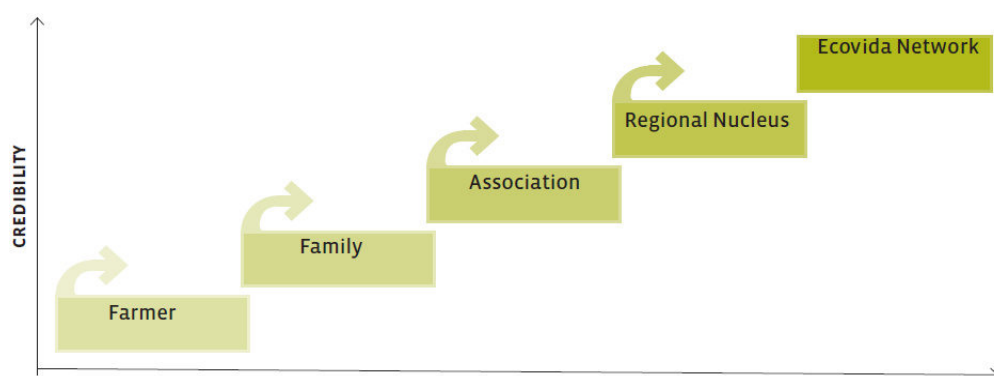 Ecovida Network
Regional Nucleus
Association
Family
Farmer
CREDIBILITY